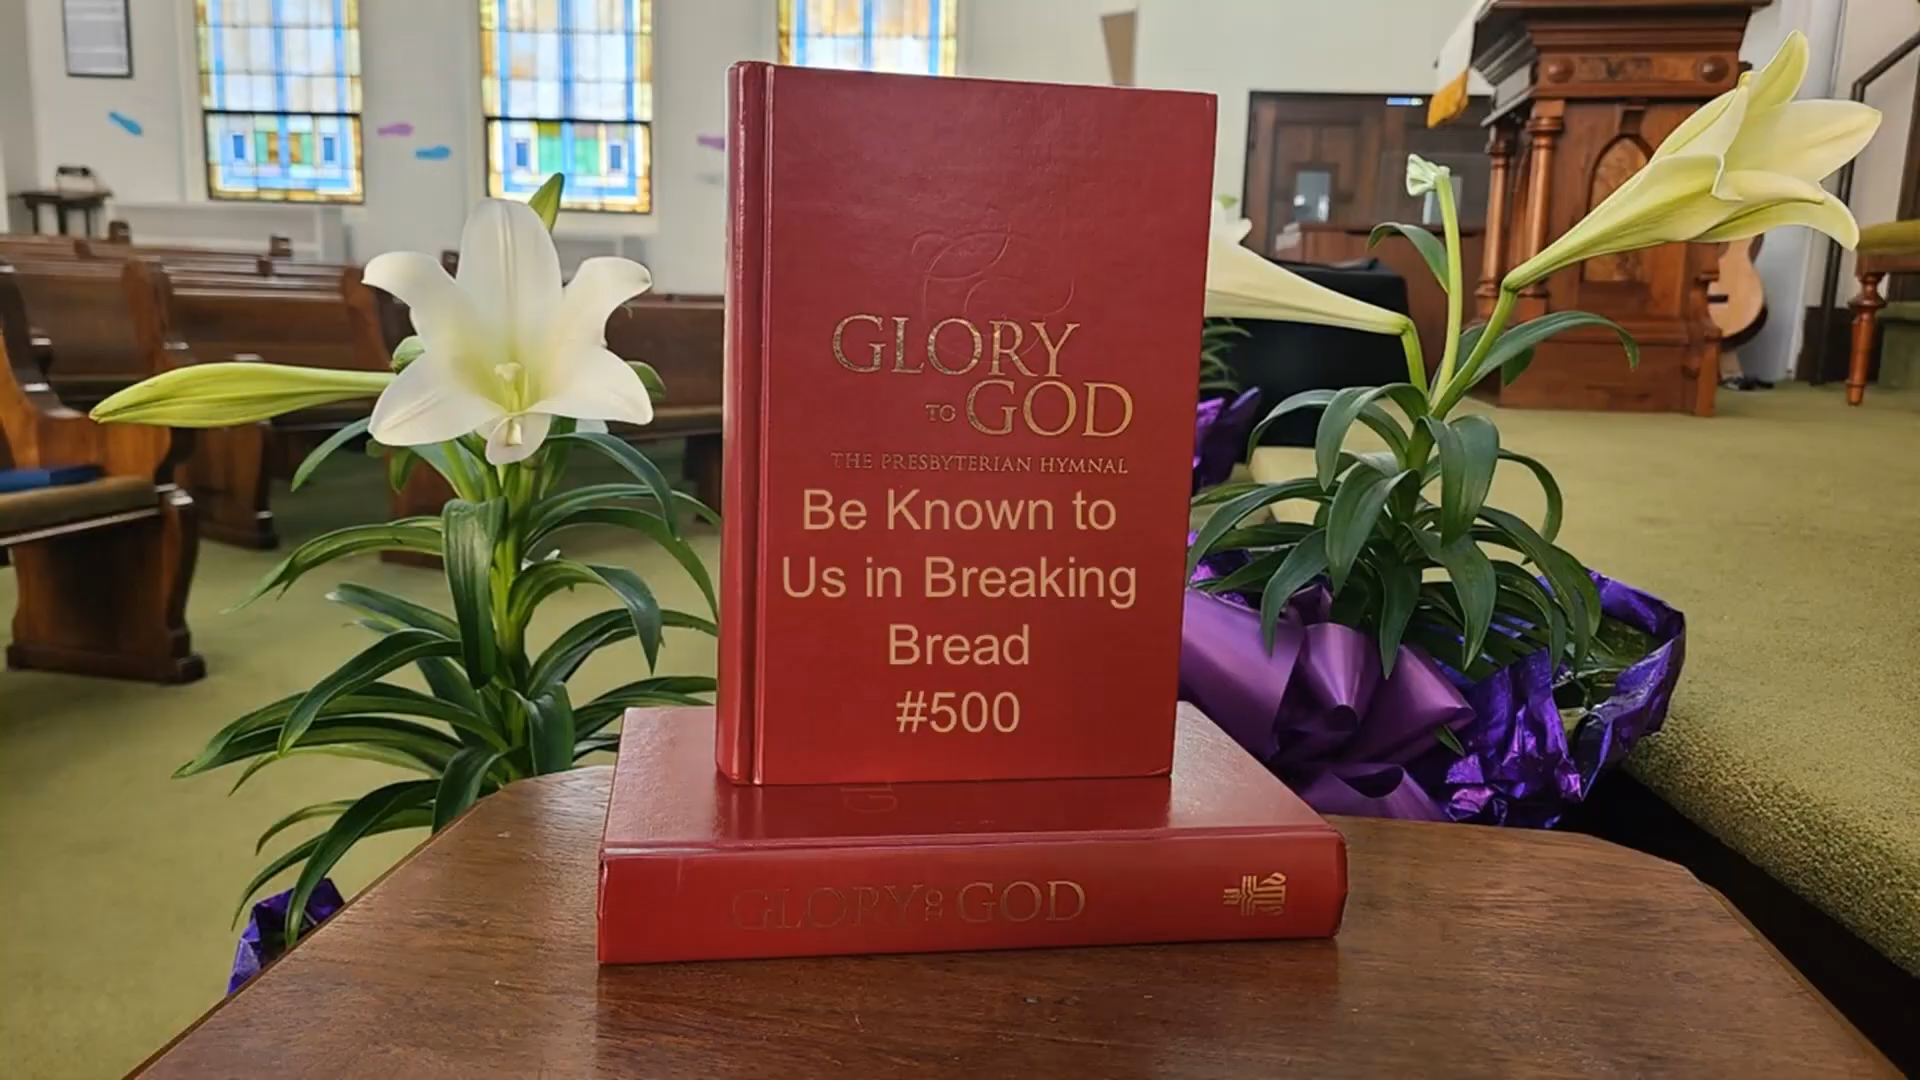 GLORY
TO GOD
THE PRESBYTERIAN HYMNAL
Be Known to
Us in Breaking
Bread
#500
GLORY TO GOD